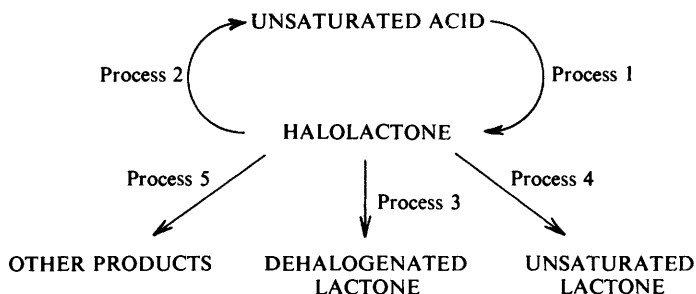 UNSATURATED ACID
Process 2
Process 1
HALOLACTONE
Process 5
Process 4
Process 3
OTHER PRODUCTS
DEHALOGENATED
LACTONE
UNSATURATED
LACTONE